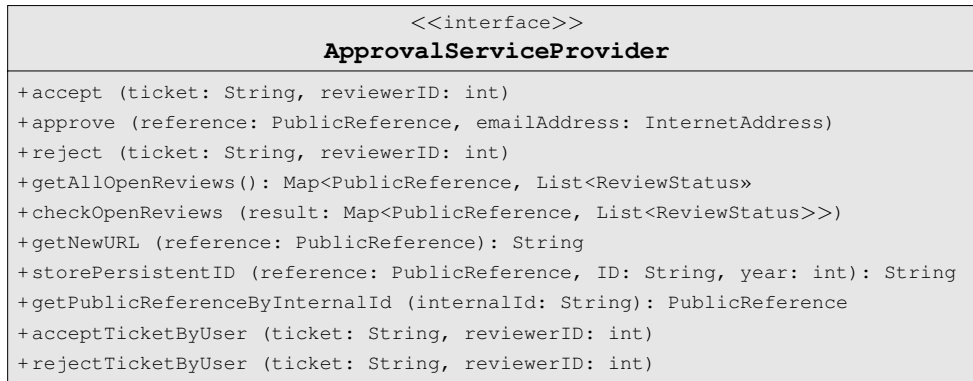 <<interface>>
ApprovalServiceProvider
+accept (ticket: String, reviewerID: int)
+approve (reference: PublicReference, emailAddress: InternetAddress)
+reject (ticket: String, reviewerID: int)
+getAllOpenReviews(): Map<PublicReference, List<ReviewStatus»
+checkOpenReviews (result: Map<PublicReference, List<ReviewStatus>>)
+getNewURL (reference: PublicReference): String
+storePersistentID (reference: PublicReference, ID: String, year: int): String
+getPublicReferenceByInternalId (internalId: String): PublicReference
+acceptTicketByUser (ticket: String, reviewerID: int)
+rejectTicketByUser (ticket: String, reviewerID: int)